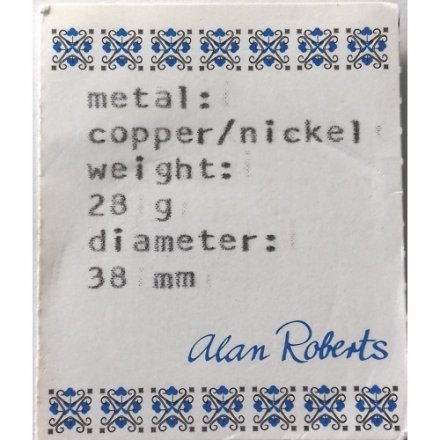 metal:
copper/nickel
weight:
28 g
diameter:
38 mm
Alan Roberts